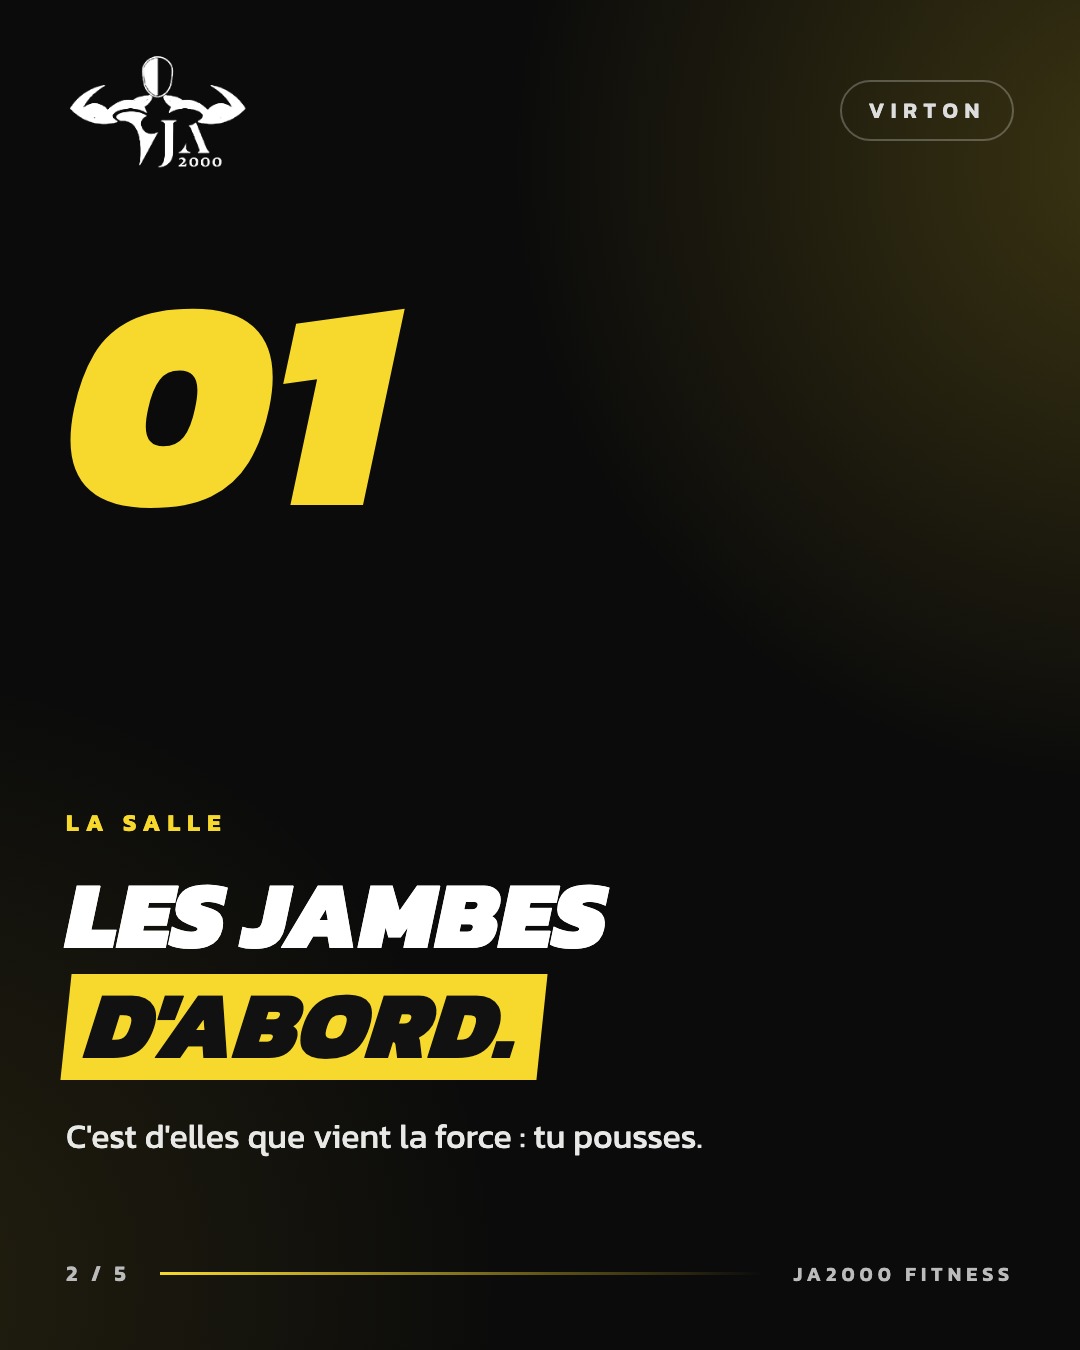 JA
2000
VIRTON
01
LA SALLE
LES JAMBES
D'ABORD.
C'est d'elles que vient la force : tu pousses.
2 / 5
JA2000 FITNESS